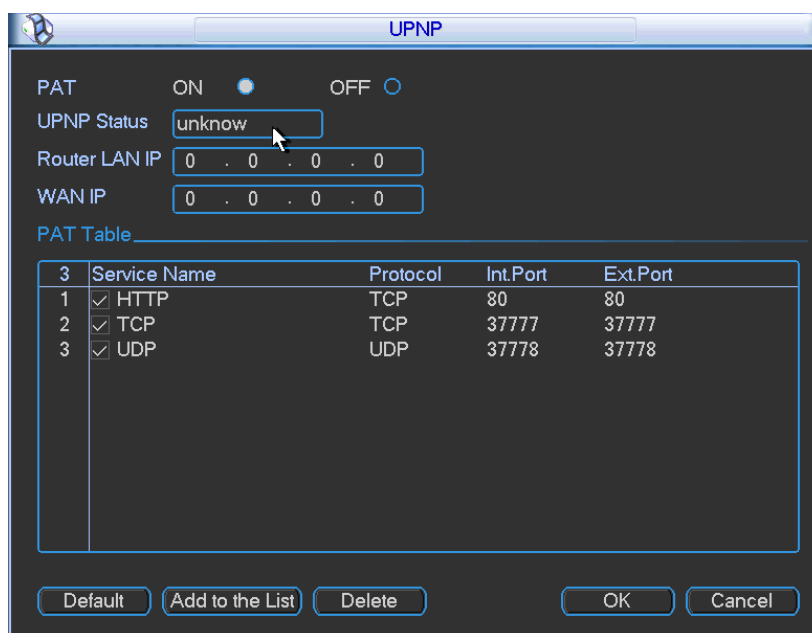 UPNP
PAT ON OFF
UPNP Status unknow
Router LAN IP 0 . 0 . 0 . 0
WAN IP 0 . 0 . 0 . 0
PAT Table
3 Service Name Protocol Int.Port Ext.Port
1 HTTP TCP 80 80
2 TCP TCP 37777 37777
3 UDP UDP 37778 37778
Default Add to the List Delete OK Cancel